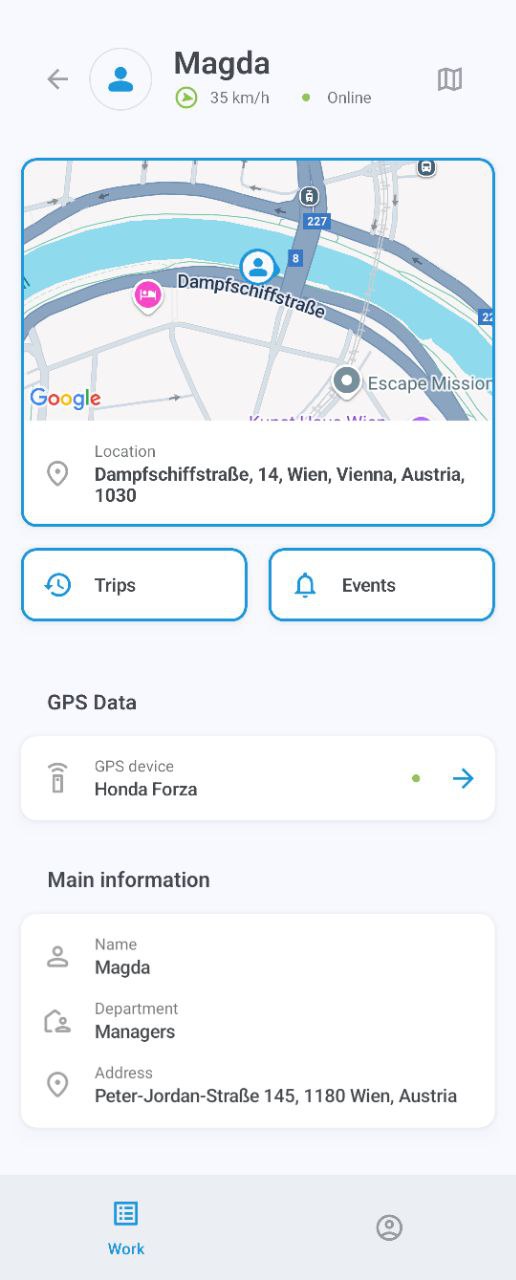 Magda
35 km/h
Online
227
8
Dampfschiffstraße
22
Escape Mission
Google
Kunst Haus Wien
Location
Dampfschiffstraße, 14, Wien, Vienna, Austria,
1030
Trips
Events
GPS Data
GPS device
Honda Forza
Main information
Name
Magda
Department
Managers
Address
Peter-Jordan-Straße 145, 1180 Wien, Austria
Work